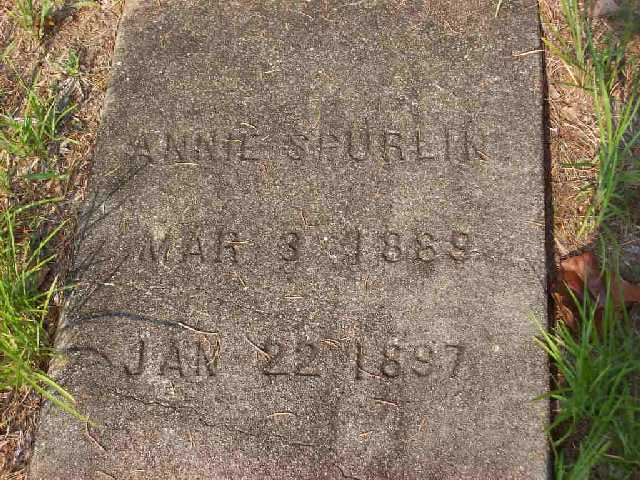 ANNIE SPURLIN
MAR 3 1889
JAN 22 1897